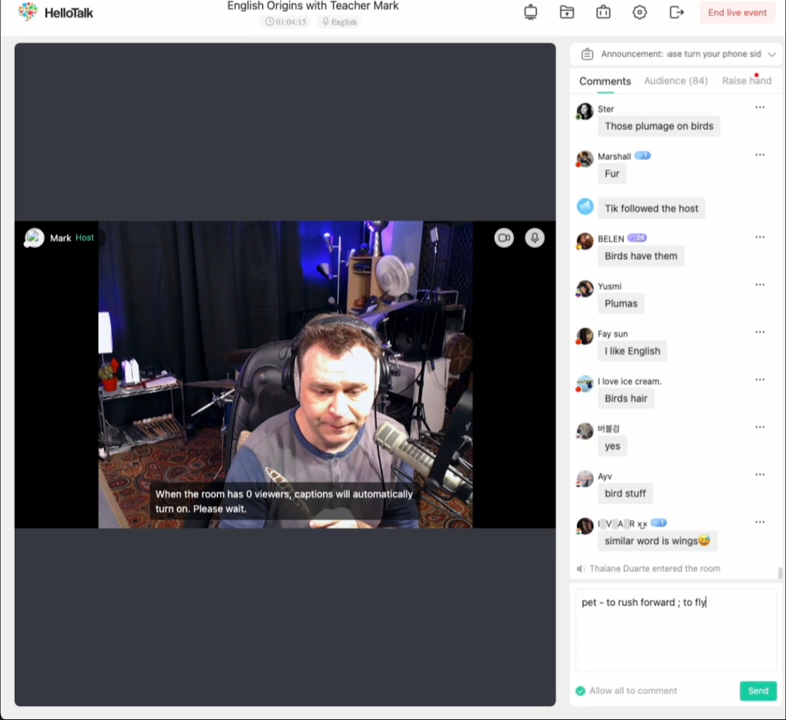 HelloTalk
English Origins with Teacher Mark
01:04:15 English
End live event
Mark Host
When the room has 0 viewers, captions will automatically
turn on. Please wait.
Announcement: ase turn your phone sid
Comments Audience (84) Raise hand
Ster
Those plumage on birds
Marshall
Fur
Tik followed the host
BELEN 26
Birds have them
Yusmi
Plumas
Fay sun
I like English
I love ice cream.
Birds hair
버블검
yes
Ayv
bird stuff
I░V░A░R
similar word is wings😅
Thaiane Duarte entered the room
pet - to rush forward ; to fly
Allow all to comment
Send